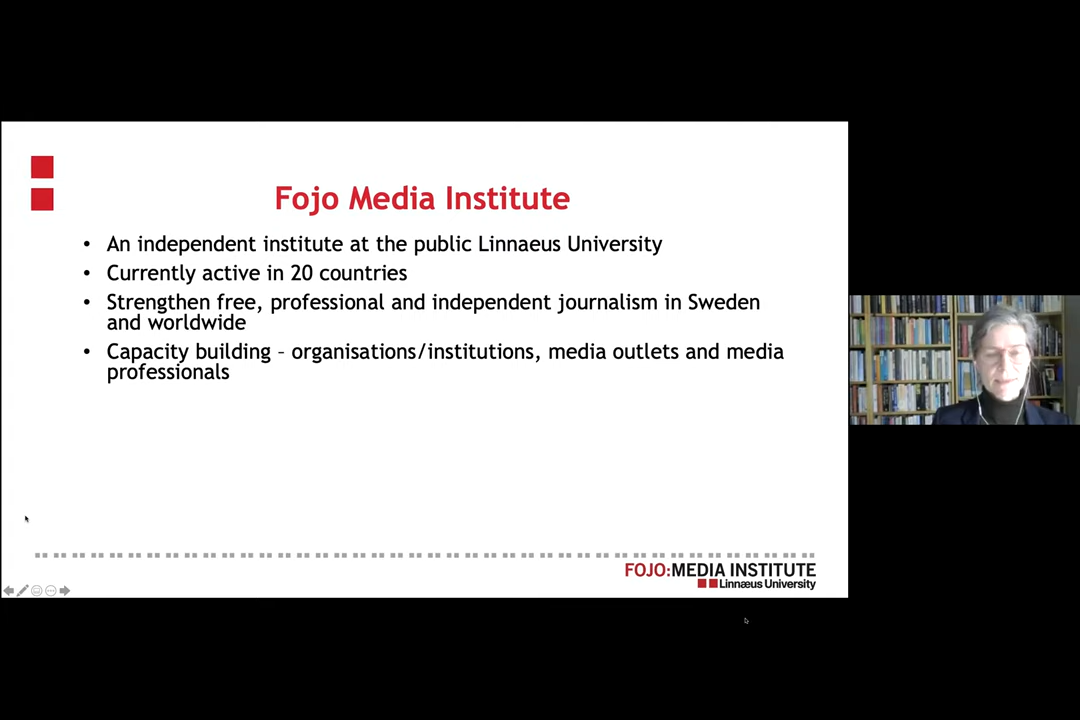 Fojo Media Institute
• An independent institute at the public Linnaeus University
• Currently active in 20 countries
• Strengthen free, professional and independent journalism in Sweden
and worldwide
• Capacity building – organisations/institutions, media outlets and media
professionals
FOJO:MEDIA INSTITUTE
Linnæus University